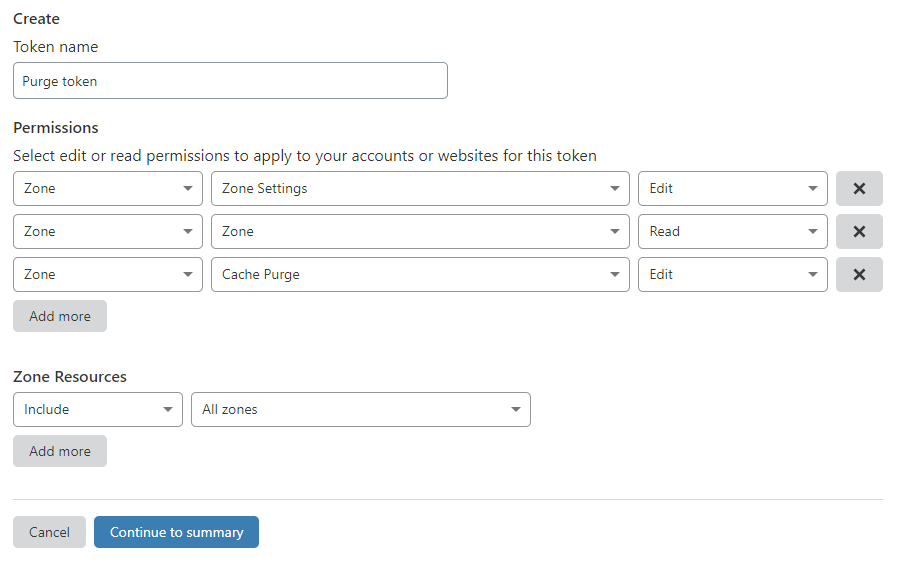 Create
Token name
Purge token
Permissions
Select edit or read permissions to apply to your accounts or websites for this token
Zone Zone Settings Edit
Zone Zone Read
Zone Cache Purge Edit
Add more
Zone Resources
Include All zones
Add more
Cancel Continue to summary